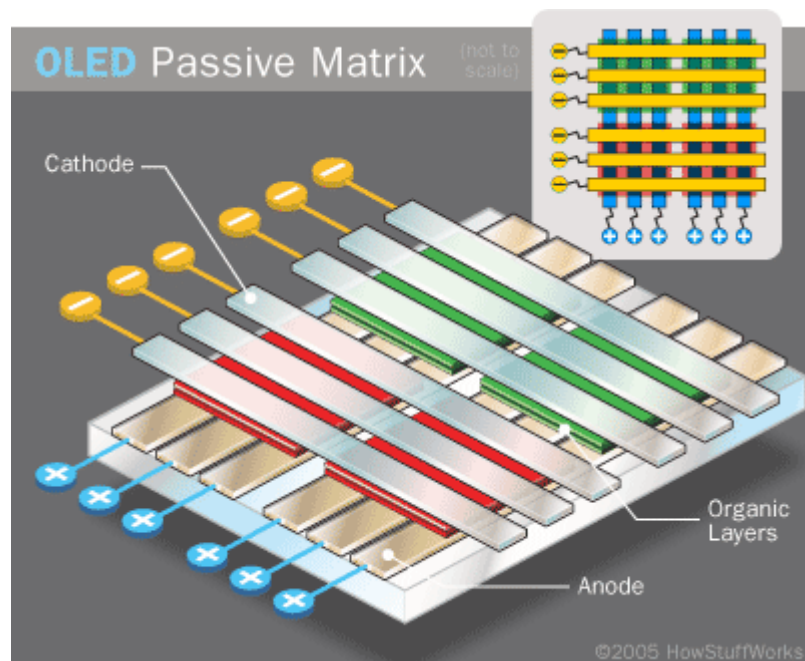 OLED Passive Matrix
(not to
scale)
Cathode
Organic
Layers
Anode
©2005 HowStuffWorks